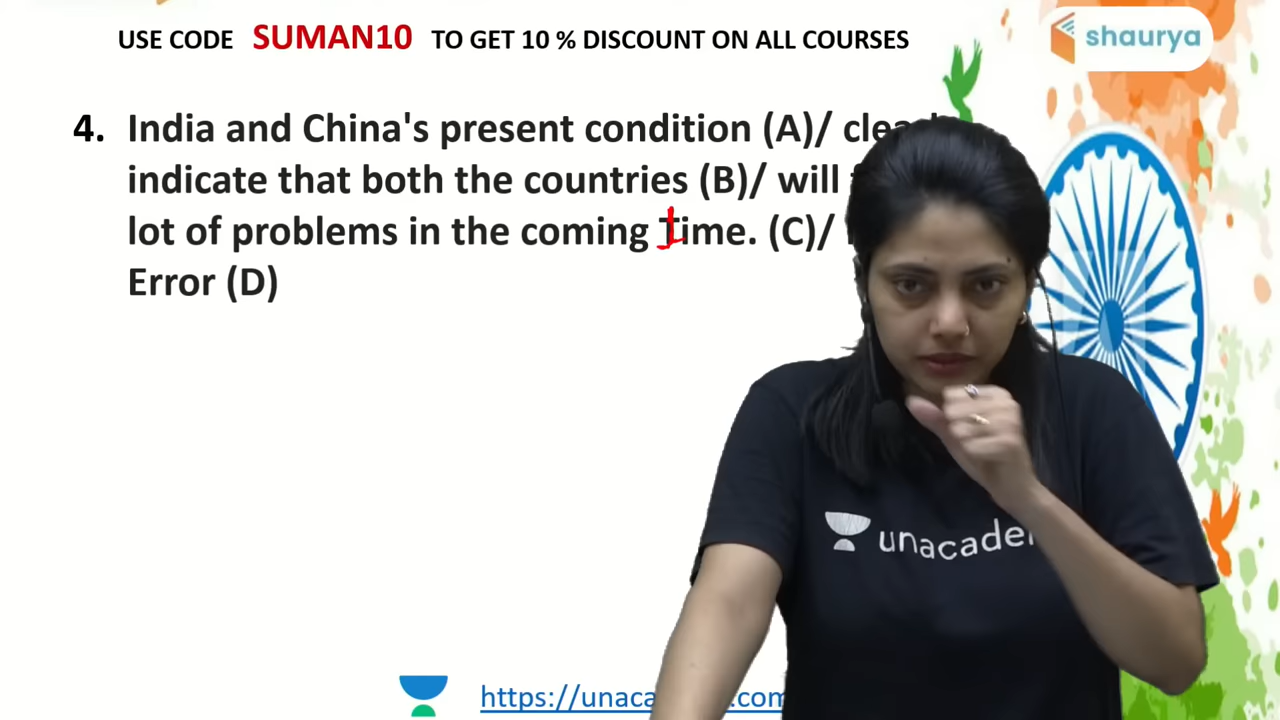 USE CODE SUMAN10 TO GET 10 % DISCOUNT ON ALL COURSES
shaurya
4. India and China's present condition (A)/
indicate that both the countries (B)/ will
lot of problems in the coming Time. (C)/
Error (D)
unacade
https://unaca
.com